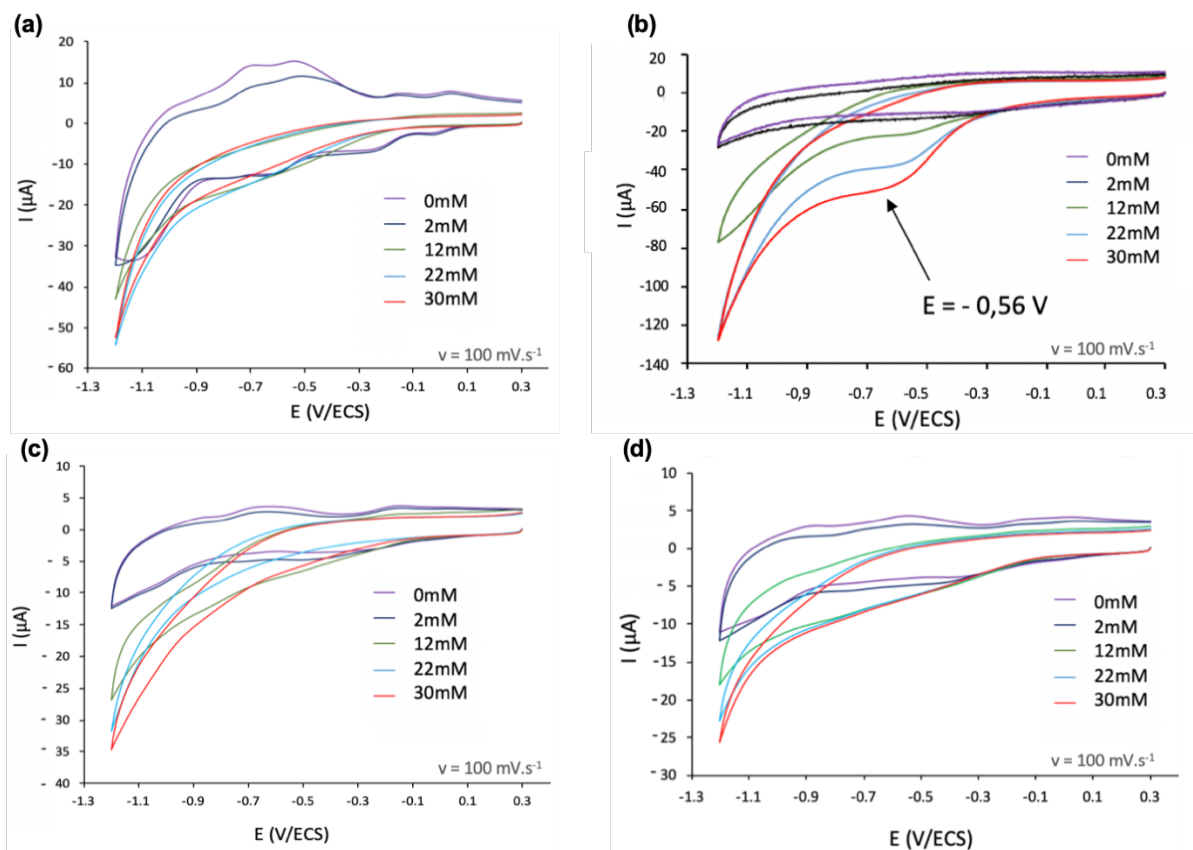 (a)
20
10
0
- 10
- 20
- 30
- 40
- 50
- 60
I (µA)
0mM
2mM
12mM
22mM
30mM
v = 100 mV.s-1
-1.3 -1.1 -0.9 -0.7 -0.5 -0.3 -0.1 0.1 0.3
E (V/ECS)
(b)
20
0
-20
-40
-60
-80
-100
-120
-140
I (µA)
0mM
2mM
12mM
22mM
30mM
E = - 0,56 V
v = 100 mV.s-1
-1.3 -1.1 -0,9 -0.7 -0.5 -0.3 -0.1 0.1 0.3
E (V/ECS)
(c)
10
5
0
- 5
- 10
- 15
- 20
- 25
- 30
- 35
- 40
I (µA)
0mM
2mM
12mM
22mM
30mM
v = 100 mV.s-1
-1.3 -1.1 -0.9 -0.7 -0.5 -0.3 -0.1 0.1 0.3
E (V/ECS)
(d)
10
5
0
- 5
- 10
- 15
- 20
- 25
- 30
I (µA)
0mM
2mM
12mM
22mM
30mM
v = 100 mV.s-1
-1.3 -1.1 -0.9 -0.7 -0.5 -0.3 -0.1 0.1 0.3
E (V/ECS)